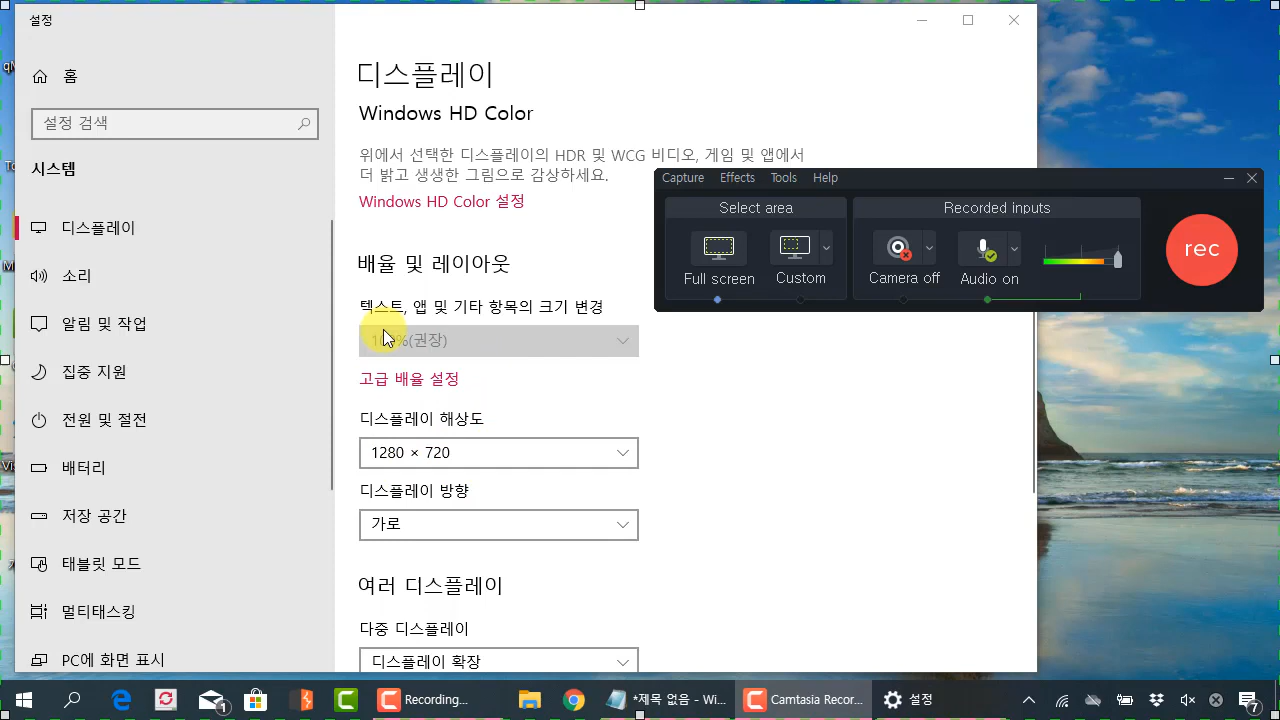 설정
홈
설정 검색
시스템
디스플레이
소리
알림 및 작업
집중 지원
전원 및 절전
배터리
저장 공간
태블릿 모드
멀티태스킹
PC에 화면 표시
디스플레이
Windows HD Color
위에서 선택한 디스플레이의 HDR 및 WCG 비디오, 게임 및 앱에서
더 밝고 생생한 그림으로 감상하세요.
Windows HD Color 설정
배율 및 레이아웃
텍스트, 앱 및 기타 항목의 크기 변경
100%(권장)
고급 배율 설정
디스플레이 해상도
1280 × 720
디스플레이 방향
가로
여러 디스플레이
다중 디스플레이
디스플레이 확장
Capture Effects Tools Help
Select area
Full screen
Custom
Recorded inputs
Camera off
Audio on
rec
1
Recording...
*제목 없음 - Wi...
Camtasia Recor...
설정
7